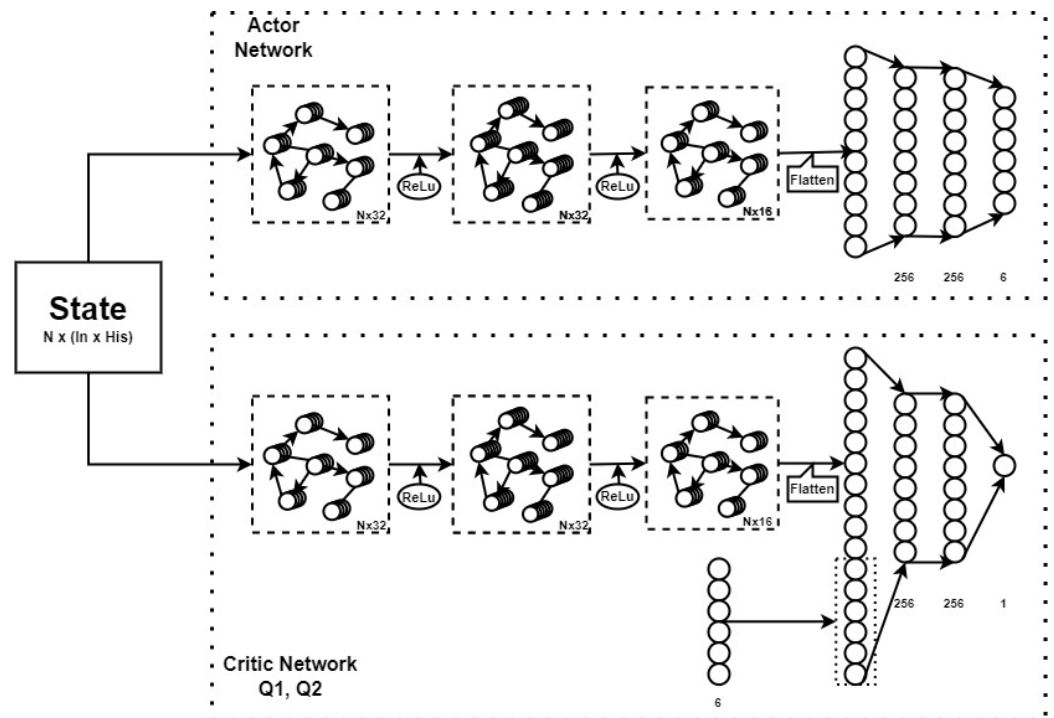 Actor
Network
Nx32
ReLu
Nx32
ReLu
Nx16
Flatten
256
256
6
State
N x (In x His)
Nx32
ReLu
Nx32
ReLu
Nx16
Flatten
256
256
1
6
Critic Network
Q1, Q2